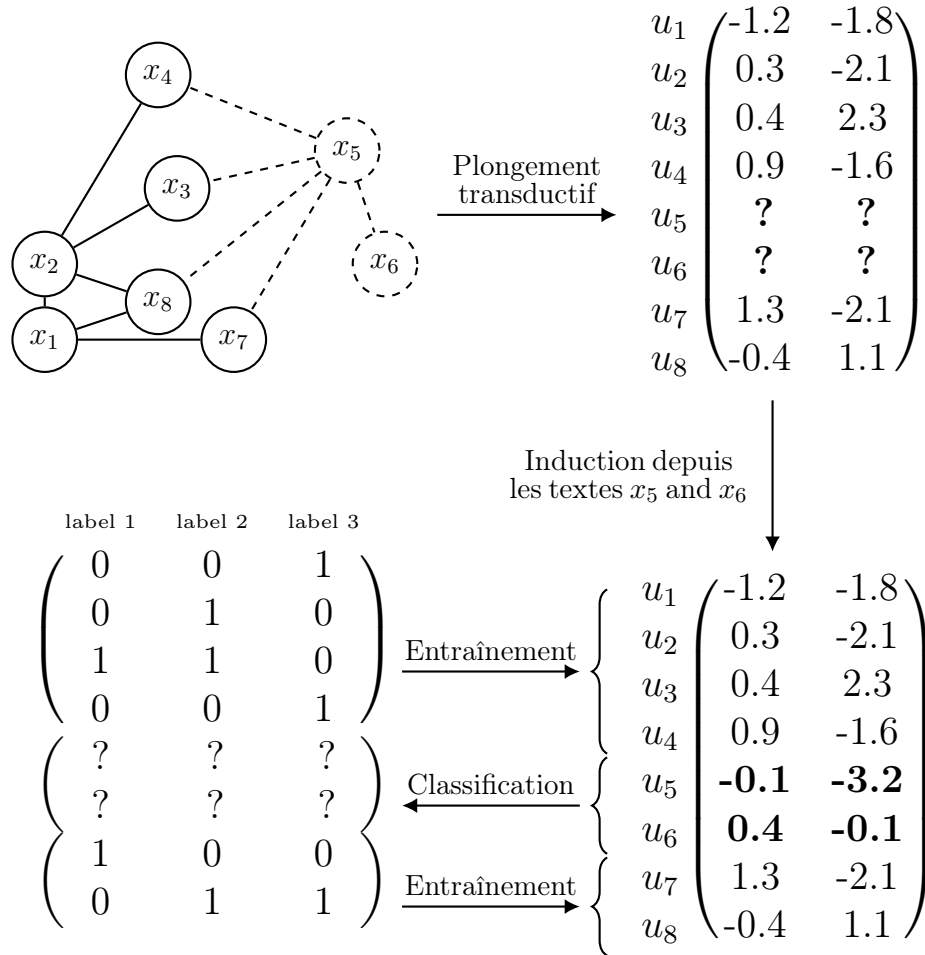 x₄
x₅
x₃
x₂
x₆
x₈
x₁
x₇
Plongement
transductif
u₁ -1.2 -1.8
u₂ 0.3 -2.1
u₃ 0.4 2.3
u₄ 0.9 -1.6
u₅ ? ?
u₆ ? ?
u₇ 1.3 -2.1
u₈ -0.4 1.1
Induction depuis
les textes x₅ and x₆
label 1 label 2 label 3
0 0 1
0 1 0
1 1 0
0 0 1
? ? ?
? ? ?
1 0 0
0 1 1
Entraînement
Classification
Entraînement
u₁ -1.2 -1.8
u₂ 0.3 -2.1
u₃ 0.4 2.3
u₄ 0.9 -1.6
u₅ -0.1 -3.2
u₆ 0.4 -0.1
u₇ 1.3 -2.1
u₈ -0.4 1.1